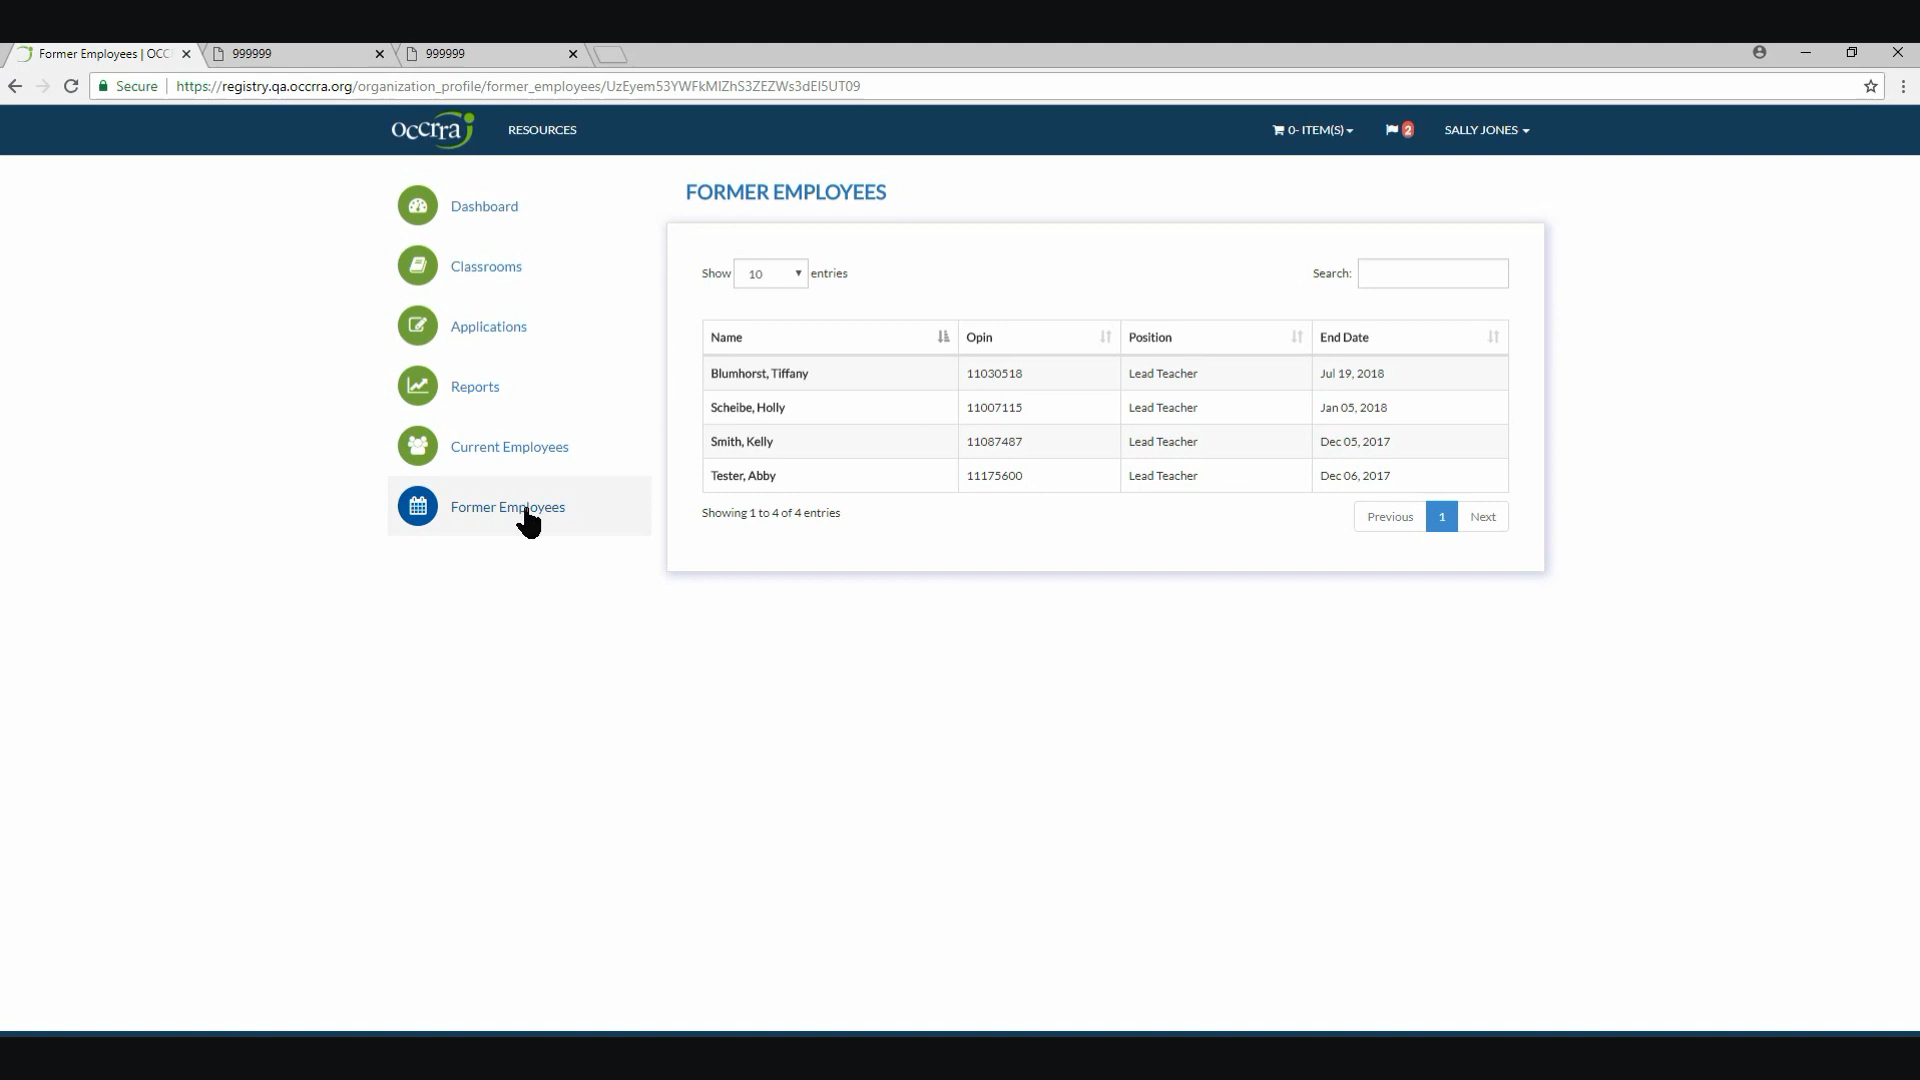 Former Employees | OCC
999999
999999
Secure
https://registry.qa.occrra.org/organization_profile/former_employees/UzEyem53YWFkMlZhS3ZEZWs3dEl5UT09
occrra
RESOURCES
0- ITEM(S)
2
SALLY JONES
Dashboard
Classrooms
Applications
Reports
Current Employees
Former Employees
FORMER EMPLOYEES
Show 10 entries
Search:
Name Opin Position End Date
Blumhorst, Tiffany 11030518 Lead Teacher Jul 19, 2018
Scheibe, Holly 11007115 Lead Teacher Jan 05, 2018
Smith, Kelly 11087487 Lead Teacher Dec 05, 2017
Tester, Abby 11175600 Lead Teacher Dec 06, 2017
Showing 1 to 4 of 4 entries
Previous 1 Next